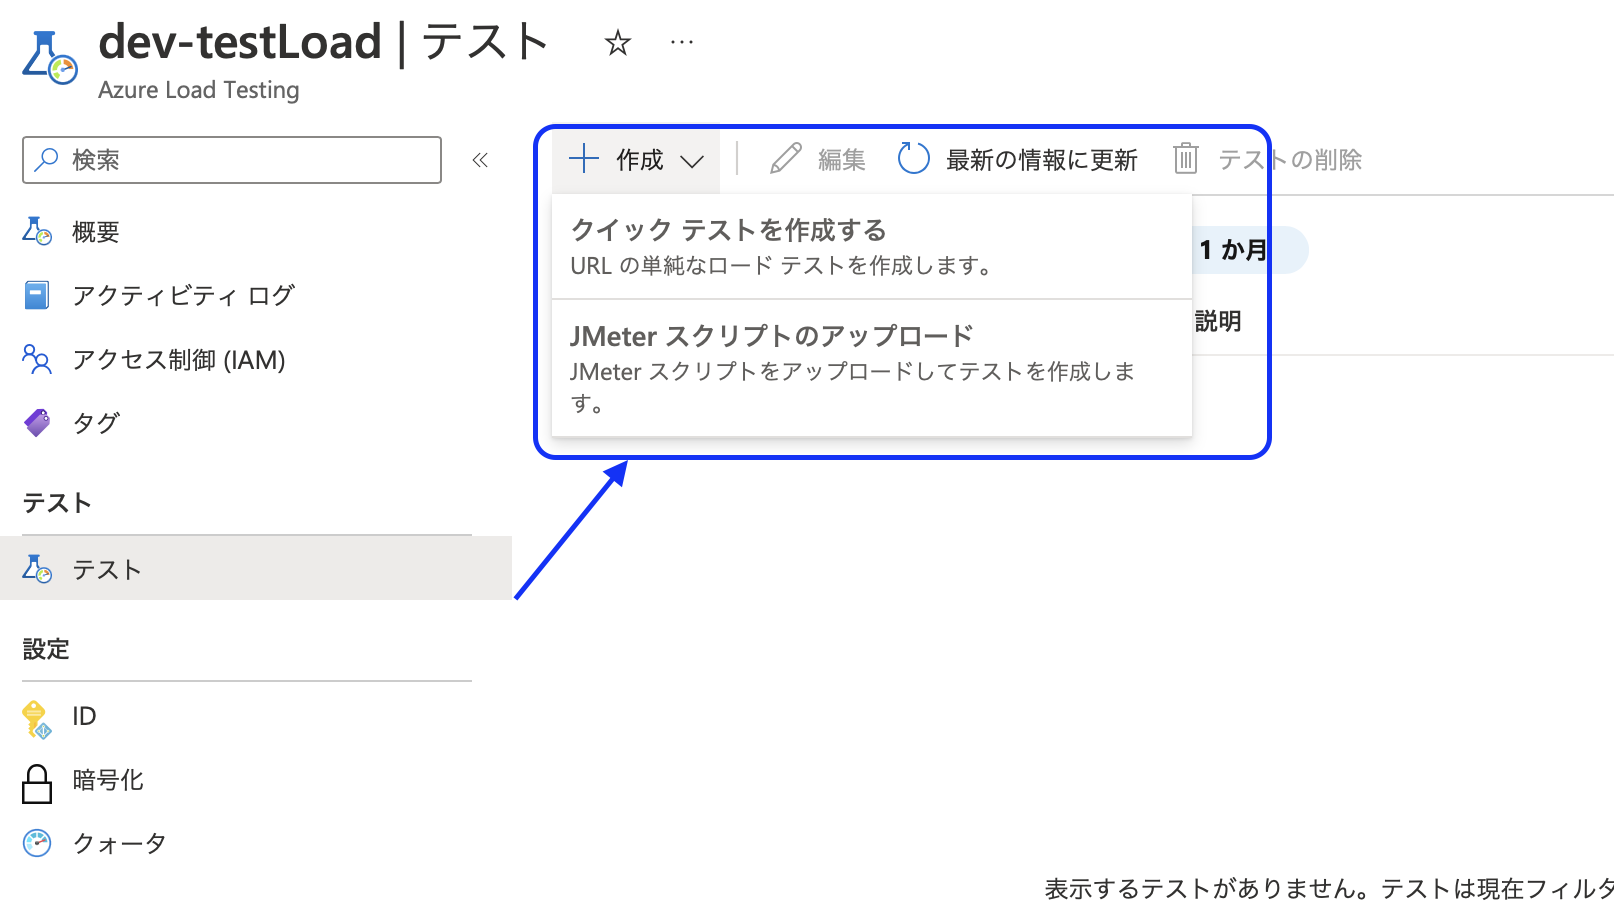 dev-testLoad | テスト
Azure Load Testing
検索
概要
アクティビティ ログ
アクセス制御 (IAM)
タグ
テスト
テスト
設定
ID
暗号化
クォータ
作成
編集
最新の情報に更新
テストの削除
クイック テストを作成する
URL の単純なロード テストを作成します。
JMeter スクリプトのアップロード
JMeter スクリプトをアップロードしてテストを作成しま
す。
1 か月
説明
表示するテストがありません。テストは現在フィルタ